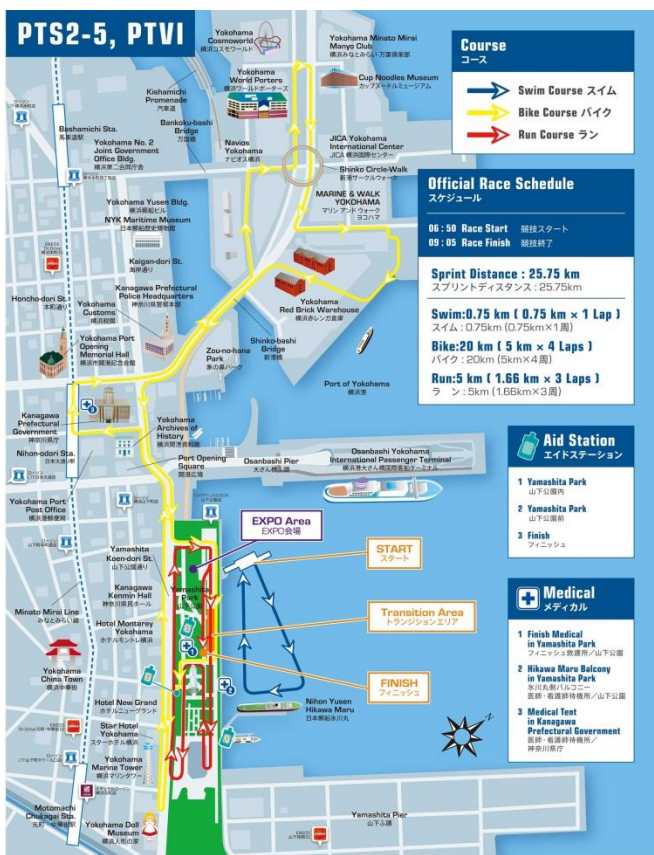 PTS2-5, PTVI
Yokohama
Cosmoworld
横浜コスモワールド
Yokohama Minato Mirai
Manyo Club
横浜みなとみらい 万葉倶楽部
Yokohama
World Porters
横浜ワールドポーターズ
Cup Noodles Museum
カップヌードルミュージアム
Kishamichi
Promenade
汽車道
Bankoku-bashi
Bridge
万国橋
Bashamichi Sta.
馬車道駅
Yokohama No. 2
Joint Government
Office Bldg.
横浜第二合同庁舎
Navios
Yokohama
ナビオス横浜
JICA Yokohama
International Center
JICA 横浜国際センター
Shinko Circle-Walk
新港サークルウォーク
MARINE & WALK
YOKOHAMA
マリン アンド ウォーク
ヨコハマ
Yokohama Yusen Bldg.
横浜郵船ビル
NYK Maritime Museum
日本郵船歴史博物館
Kaigan-dori St.
海岸通り
Honcho-dori St.
本町通り
Kanagawa Prefectural
Police Headquarters
神奈川県警察本部
Yokohama
Customs
横浜税関
Yokohama
Red Brick Warehouse
横浜赤レンガ倉庫
Yokohama Port
Opening
Memorial Hall
横浜市開港記念会館
Zou-no-hana
Park
象の鼻パーク
Shinko-bashi
Bridge
新港橋
Port of Yokohama
横浜港
Kanagawa
Prefectural
Government
神奈川県庁
Yokohama
Archives of
History
横浜開港資料館
Nihon-odori Sta.
日本大通り駅
Port Opening
Square
開港広場
Osanbashi Pier
大さん橋ふ頭
Osanbashi Yokohama
International Passenger Terminal
横浜港大さん橋国際客船ターミナル
Yokohama Port
Post Office
横浜港郵便局
EXPO Area
EXPO会場
START
スタート
Yamashita
Koen-dori St.
山下公園通り
Yamashita
Park
山下公園
Kanagawa
Kenmin Hall
神奈川県民ホール
Minato Mirai Line
みなとみらい線
Hotel Monterey
Yokohama
ホテルモントレ横浜
Transition Area
トランジションエリア
Yokohama
China Town
横浜中華街
FINISH
フィニッシュ
Hotel New Grand
ホテルニューグランド
Nihon Yusen
Hikawa Maru
日本郵船氷川丸
Star Hotel
Yokohama
スターホテル横浜
Yokohama
Marine Tower
横浜マリンタワー
Motomachi
Chukagai Sta.
元町・中華街駅
Yokohama Doll
Museum
横浜人形の家
Yamashita Pier
山下ふ頭
Course
コース
Swim Course スイム
Bike Course バイク
Run Course ラン
Official Race Schedule
スケジュール
06:50 Race Start 競技スタート
09:05 Race Finish 競技終了
Sprint Distance : 25.75 km
スプリントディスタンス : 25.75km
Swim:0.75 km ( 0.75 km × 1 Lap )
スイム : 0.75km (0.75km×1周)
Bike:20 km ( 5 km × 4 Laps )
バイク : 20km (5km×4周)
Run:5 km ( 1.66 km × 3 Laps )
ラ ン : 5km (1.66km×3周)
Aid Station
エイドステーション
1 Yamashita Park
山下公園内
2 Yamashita Park
山下公園前
3 Finish
フィニッシュ
Medical
メディカル
1 Finish Medical
in Yamashita Park
フィニッシュ救護所/山下公園
2 Hikawa Maru Balcony
in Yamashita Park
氷川丸側バルコニー
医師・看護師待機所/山下公園
3 Medical Tent
in Kanagawa
Prefectural Government
医師・看護師待機所/
神奈川県庁